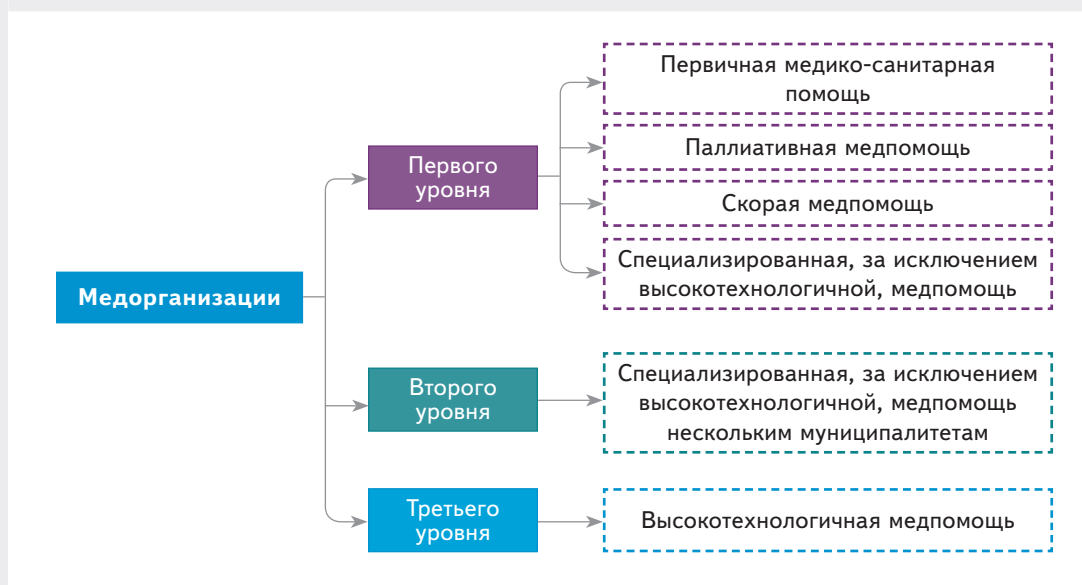 Медорганизации
Первого
уровня
Первичная медико-санитарная
помощь
Паллиативная медпомощь
Скорая медпомощь
Специализированная, за исключением
высокотехнологичной, медпомощь
Второго
уровня
Специализированная, за исключением
высокотехнологичной, медпомощь
нескольким муниципалитетам
Третьего
уровня
Высокотехнологичная медпомощь